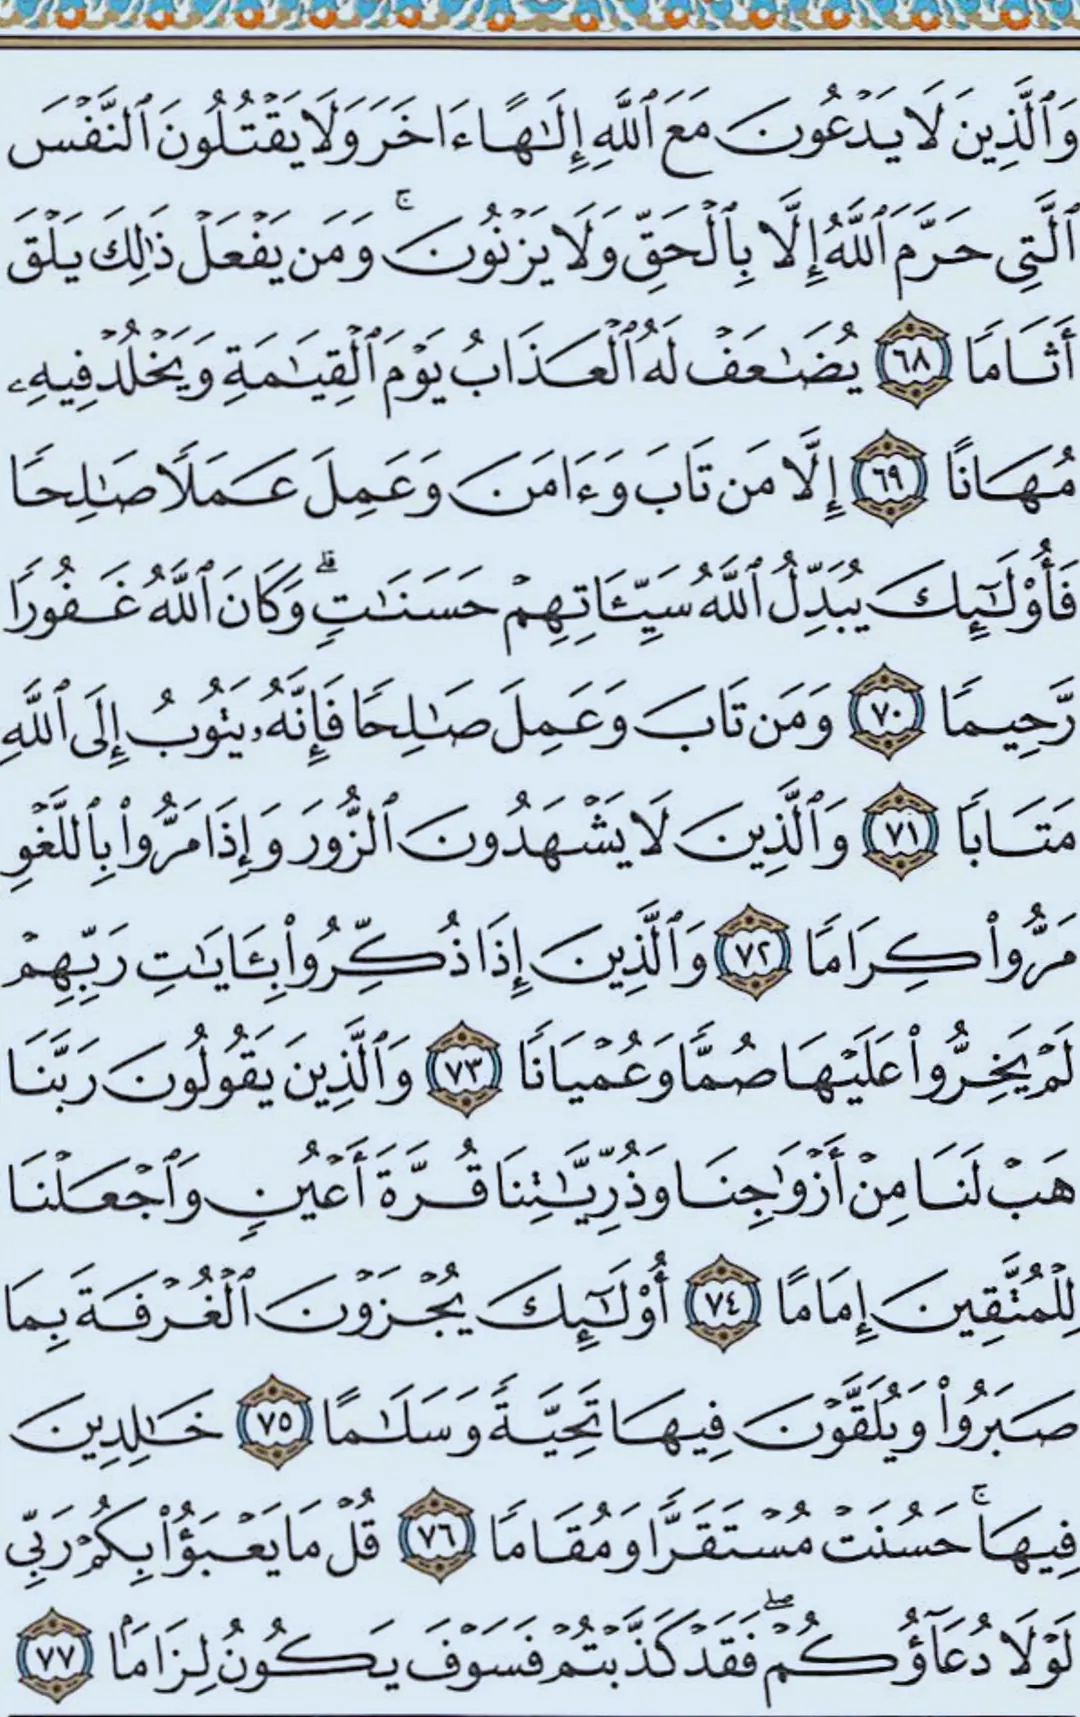 وَٱلَّذِينَ لَا يَدۡعُونَ مَعَ ٱللَّهِ إِلَٰهًا ءَاخَرَ وَلَا يَقۡتُلُونَ ٱلنَّفۡسَ
ٱلَّتِي حَرَّمَ ٱللَّهُ إِلَّا بِٱلۡحَقِّ وَلَا يَزۡنُونَۚ وَمَن يَفۡعَلۡ ذَٰلِكَ يَلۡقَ
أَثَامٗا ٦٨ يُضَٰعَفۡ لَهُ ٱلۡعَذَابُ يَوۡمَ ٱلۡقِيَٰمَةِ وَيَخۡلُدۡ فِيهِۦ
مُهَانًا ٦٩ إِلَّا مَن تَابَ وَءَامَنَ وَعَمِلَ عَمَلٗا صَٰلِحٗا
فَأُوْلَٰٓئِكَ يُبَدِّلُ ٱللَّهُ سَيِّـَٔاتِهِمۡ حَسَنَٰتٖۗ وَكَانَ ٱللَّهُ غَفُورٗا
رَّحِيمٗا ٧٠ وَمَن تَابَ وَعَمِلَ صَٰلِحٗا فَإِنَّهُۥ يَتُوبُ إِلَى ٱللَّهِ
مَتَابٗا ٧١ وَٱلَّذِينَ لَا يَشۡهَدُونَ ٱلزُّورَ وَإِذَا مَرُّواْ بِٱللَّغۡوِ
مَرُّواْ كِرَامٗا ٧٢ وَٱلَّذِينَ إِذَا ذُكِّرُواْ بِـَٔايَٰتِ رَبِّهِمۡ
لَمۡ يَخِرُّواْ عَلَيۡهَا صُمّٗا وَعُمۡيَانٗا ٧٣ وَٱلَّذِينَ يَقُولُونَ رَبَّنَا
هَبۡ لَنَا مِنۡ أَزۡوَٰجِنَا وَذُرِّيَّٰتِنَا قُرَّةَ أَعۡيُنٖ وَٱجۡعَلۡنَا
لِلۡمُتَّقِينَ إِمَامًا ٧٤ أُوْلَٰٓئِكَ يُجۡزَوۡنَ ٱلۡغُرۡفَةَ بِمَا
صَبَرُواْ وَيُلَقَّوۡنَ فِيهَا تَحِيَّةٗ وَسَلَٰمًا ٧٥ خَٰلِدِينَ
فِيهَاۚ حَسُنَتۡ مُسۡتَقَرّٗا وَمُقَامٗا ٧٦ قُلۡ مَا يَعۡبَؤُاْ بِكُمۡ رَبِّي
لَوۡلَا دُعَآؤُكُمۡۖ فَقَدۡ كَذَّبۡتُمۡ فَسَوۡفَ يَكُونُ لِزَامَۢا ٧٧